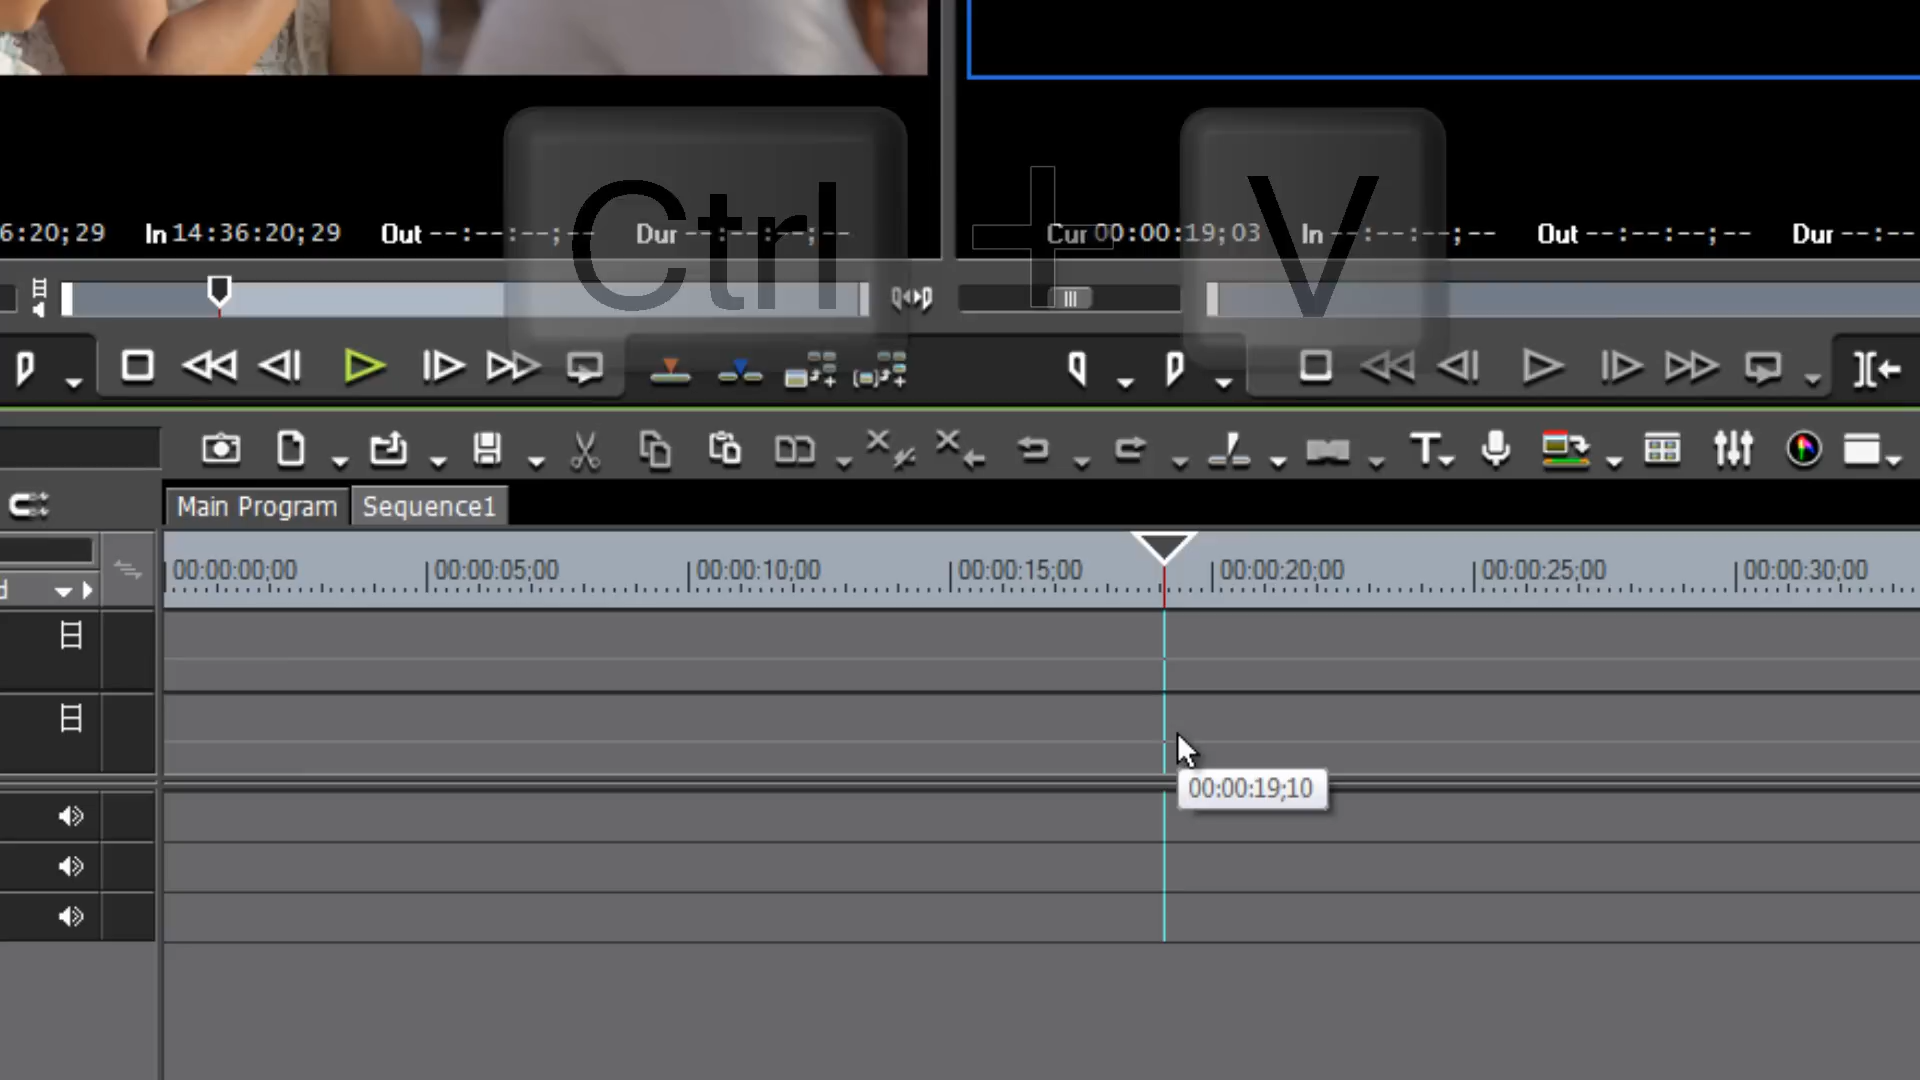 Ctrl + V
6:20;29 In 14:36:20;29 Out --:--:--;-- Dur --:--:--;--
Cur 00:00:19;03 In --:--:--;-- Out --:--:--;-- Dur --:--:--
Main Program Sequence1
00:00:00;00 00:00:05;00 00:00:10;00 00:00:15;00 00:00:20;00 00:00:25;00 00:00:30;00
d
00:00:19;10